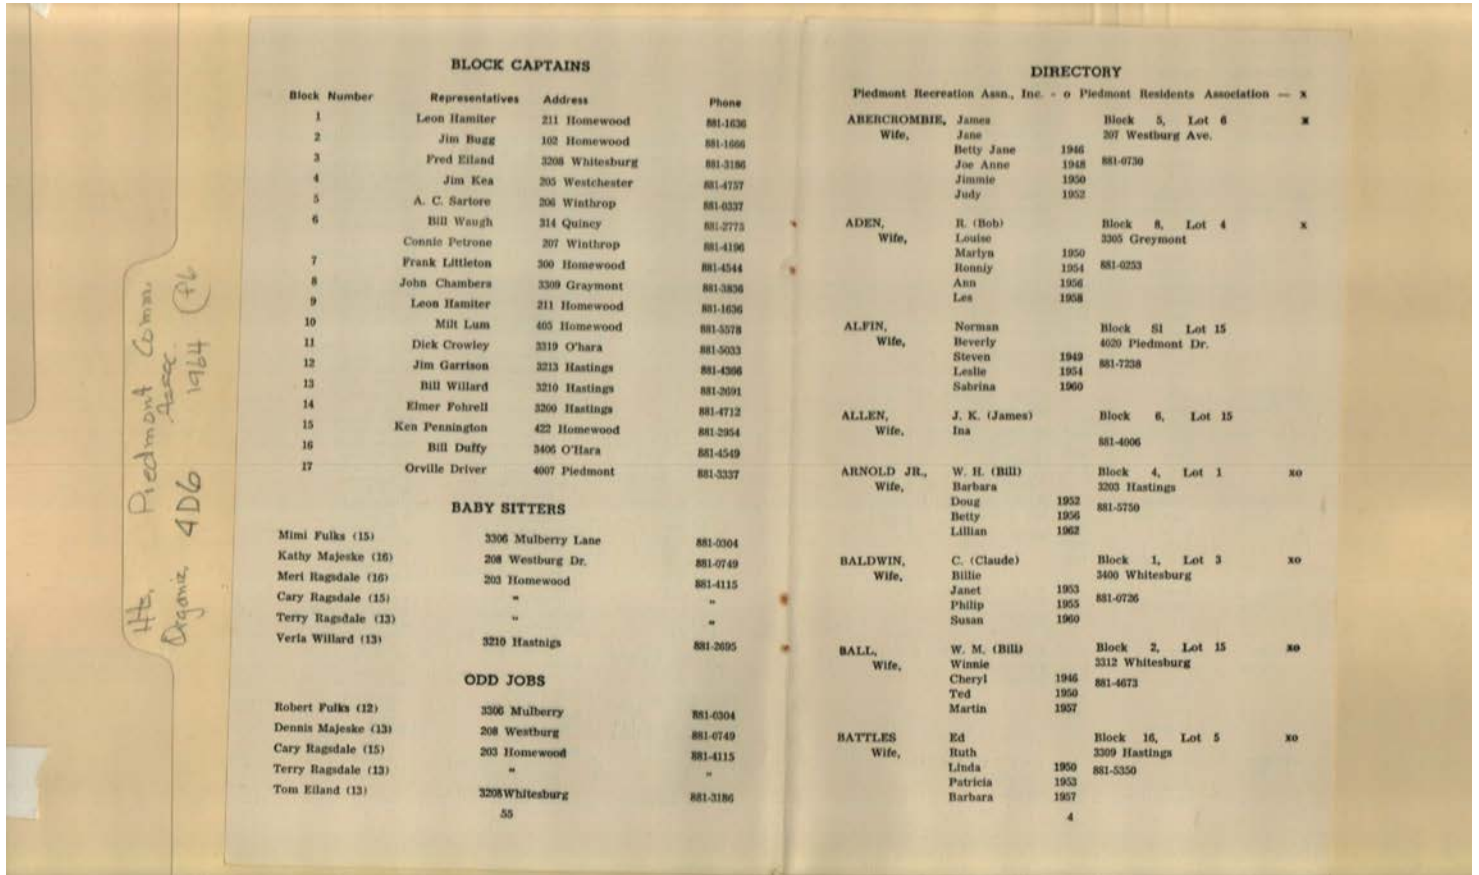 Hts. Piedmont Comm.
Assoc.
Organiz. 4D6 1964 (P6
BLOCK CAPTAINS
Block Number Representatives Address Phone
1 Leon Hamiter 211 Homewood 881-1636
2 Jim Bugg 102 Homewood 881-1666
3 Fred Eiland 3208 Whitesburg 881-3186
4 Jim Kea 205 Westchester 881-4757
5 A. C. Sartore 206 Winthrop 881-0337
6 Bill Waugh 314 Quincy 881-2775
Connie Petrone 207 Winthrop 881-4196
7 Frank Littleton 300 Homewood 881-4544
8 John Chambers 3309 Graymont 881-3836
9 Leon Hamiter 211 Homewood 881-1636
10 Milt Lum 405 Homewood 881-5578
11 Dick Crowley 3319 O'hara 881-5033
12 Jim Garrison 3213 Hastings 881-4366
13 Bill Willard 3210 Hastings 881-2691
14 Elmer Fohrell 3200 Hastings 881-4712
15 Ken Pennington 422 Homewood 881-2954
16 Bill Duffy 3406 O'Hara 881-4549
17 Orville Driver 4007 Piedmont 881-3337
BABY SITTERS
Mimi Fulks (15) 3306 Mulberry Lane 881-0304
Kathy Majeske (16) 208 Westburg Dr. 881-0749
Meri Ragsdale (16) 203 Homewood 881-4115
Cary Ragsdale (15) " "
Terry Ragsdale (13) " "
Verla Willard (13) 3210 Hastnigs 881-2695
ODD JOBS
Robert Fulks (12) 3306 Mulberry 881-0304
Dennis Majeske (13) 208 Westburg 881-0749
Cary Ragsdale (15) 203 Homewood 881-4115
Terry Ragsdale (13) " "
Tom Eiland (13) 3208 Whitesburg 881-3186
55
DIRECTORY
Piedmont Recreation Assn., Inc. - o Piedmont Residents Association — x
ABERCROMBIE, James Block 5, Lot 6 x
Wife, Jane 207 Westburg Ave.
Betty Jane 1946
Joe Anne 1948 881-0730
Jimmie 1950
Judy 1952
ADEN, R. (Bob) Block 8, Lot 4 x
Wife, Louise 3305 Greymont
Marlyn 1950
Ronniy 1954 881-0253
Ann 1956
Les 1958
ALFIN, Norman Block S1 Lot 15
Wife, Beverly 4020 Piedmont Dr.
Steven 1949
Leslie 1954 881-7238
Sabrina 1960
ALLEN, J. K. (James) Block 6, Lot 15
Wife, Ina
881-4006
ARNOLD JR., W. H. (Bill) Block 4, Lot 1 xo
Wife, Barbara 3203 Hastings
Doug 1952
Betty 1956 881-5750
Lillian 1962
BALDWIN, C. (Claude) Block 1, Lot 3 xo
Wife, Billie 3400 Whitesburg
Janet 1953
Philip 1955 881-0726
Susan 1960
BALL, W. M. (Bill) Block 2, Lot 15 xo
Wife, Winnie 3312 Whitesburg
Cheryl 1946 881-4673
Ted 1950
Martin 1957
BATTLES Ed Block 16, Lot 5 xo
Wife, Ruth 3309 Hastings
Linda 1950 881-5350
Patricia 1953
Barbara 1957
4